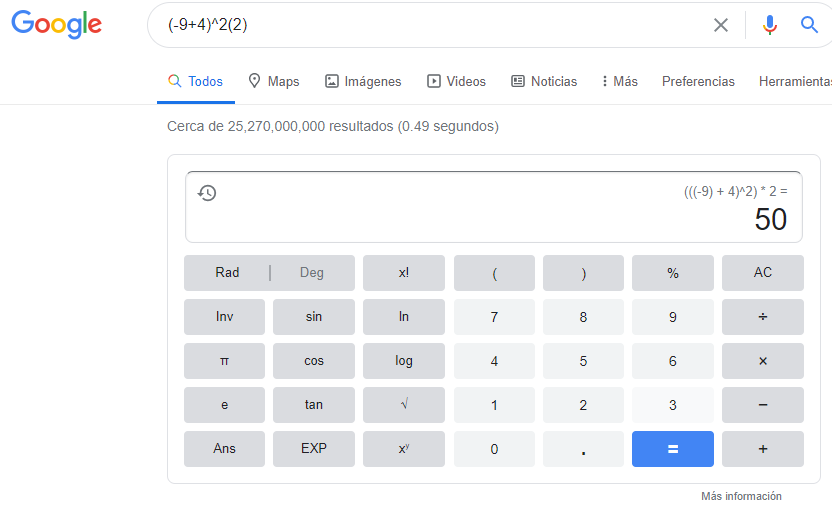 Google (-9+4)^2(2)
Todos Maps Imágenes Videos Noticias Más Preferencias Herramientas
Cerca de 25,270,000,000 resultados (0.49 segundos)
(((-9) + 4)^2) * 2 =
50
Rad | Deg x! ( ) % AC
Inv sin ln 7 8 9 ÷
π cos log 4 5 6 ×
e tan √ 1 2 3 −
Ans EXP xʸ 0 . = +
Más información